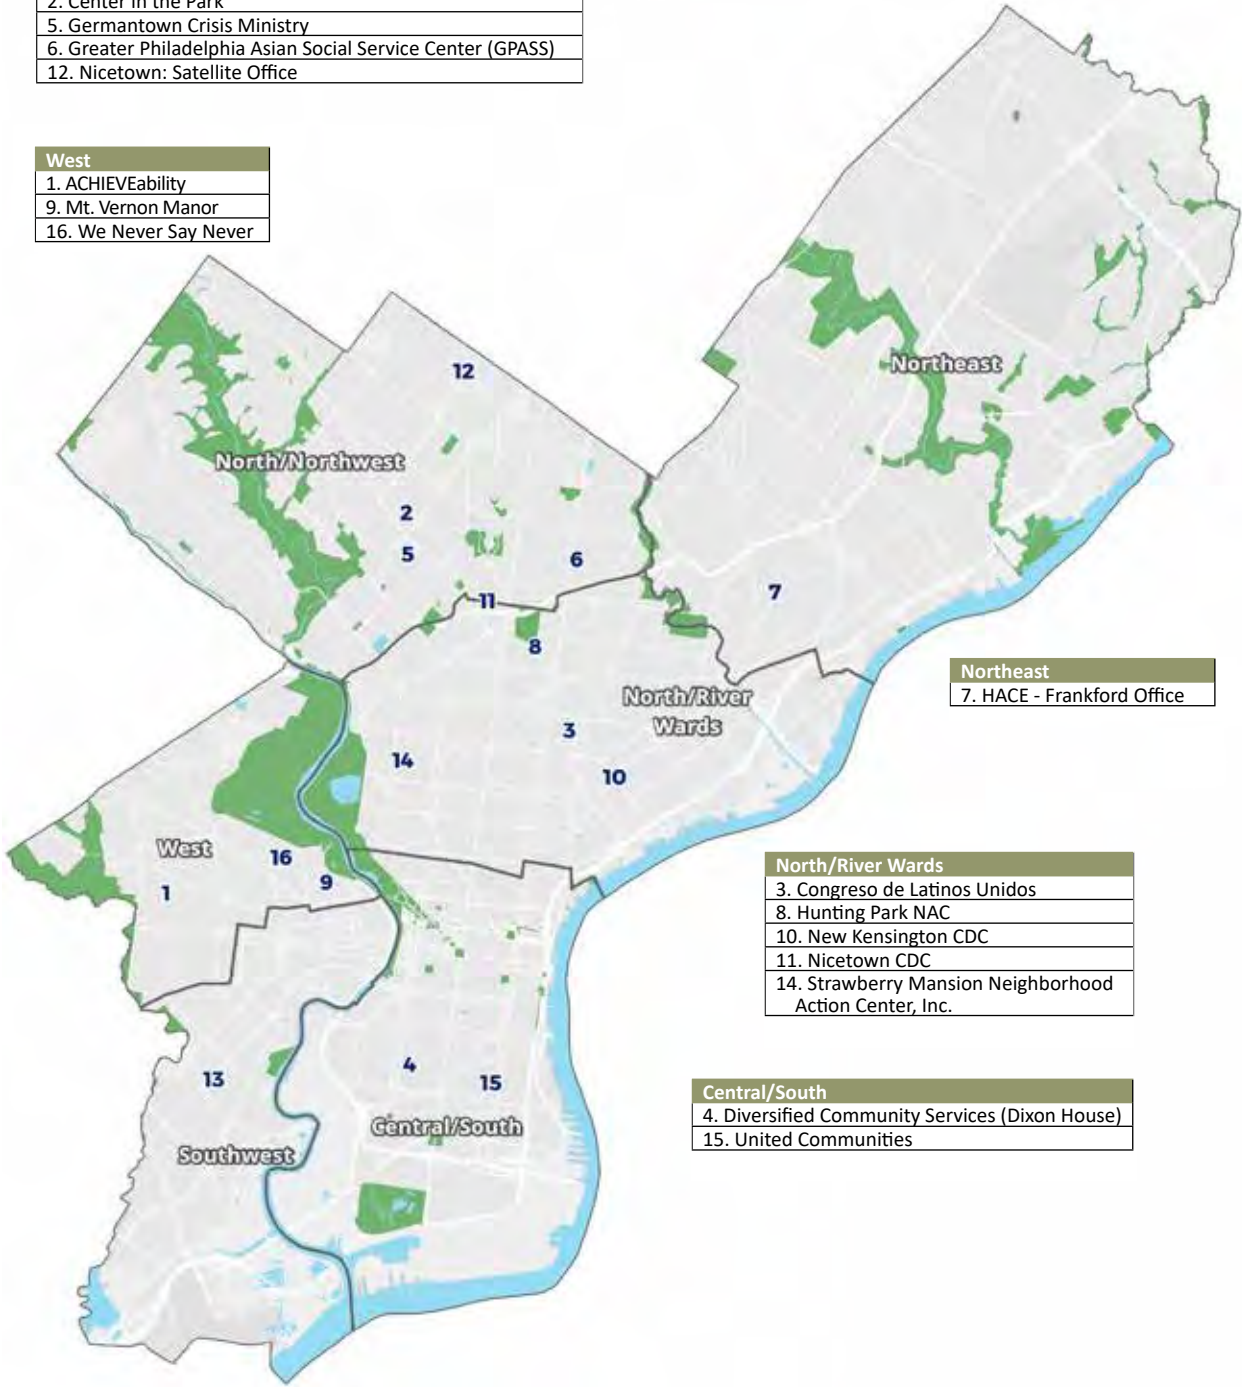 2. Center in the Park
5. Germantown Crisis Ministry
6. Greater Philadelphia Asian Social Service Center (GPASS)
12. Nicetown: Satellite Office
West
1. ACHIEVEability
9. Mt. Vernon Manor
16. We Never Say Never
12
Northeast
North/Northwest
2
5
6
7
11
8
Northeast
7. HACE - Frankford Office
North/River
Wards
3
14
10
West
16
9
1
North/River Wards
3. Congreso de Latinos Unidos
8. Hunting Park NAC
10. New Kensington CDC
11. Nicetown CDC
14. Strawberry Mansion Neighborhood
Action Center, Inc.
4
13
15
Central/South
Southwest
Central/South
4. Diversified Community Services (Dixon House)
15. United Communities